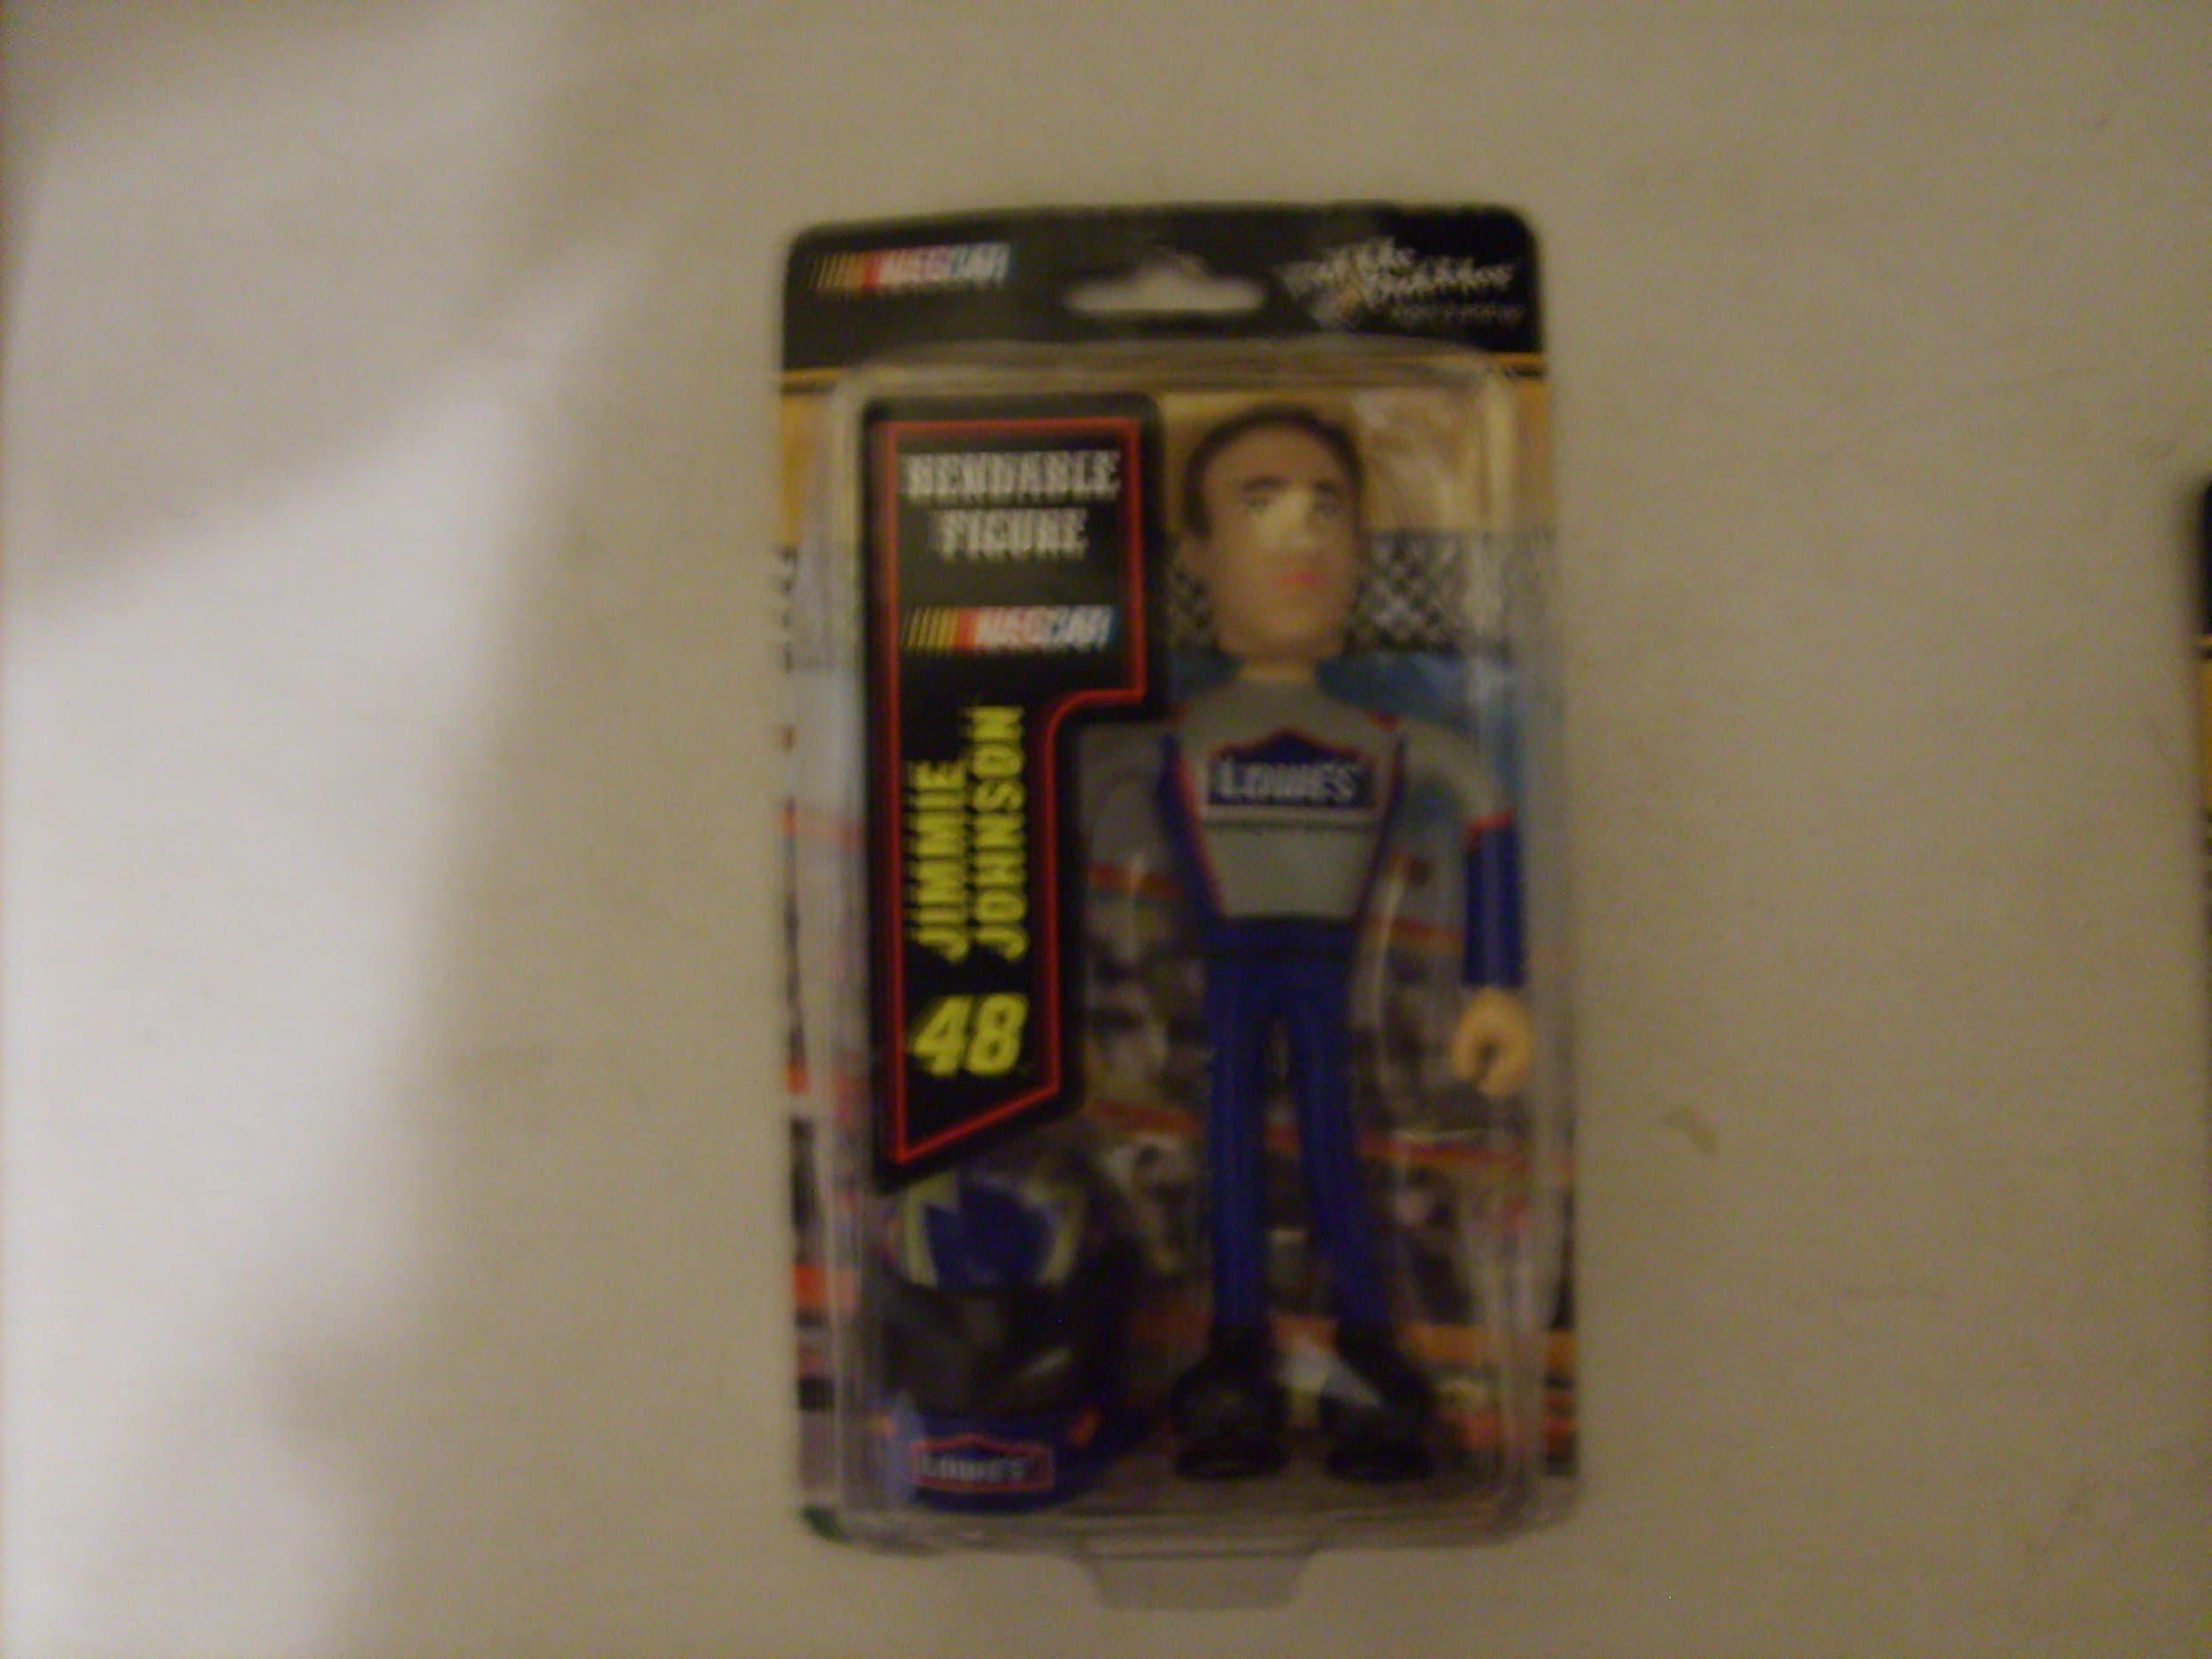 NASCAR
BENDABLE
FIGURE
NASCAR
JIMMIE
JOHNSON
48
LOWE'S
LOWE'S